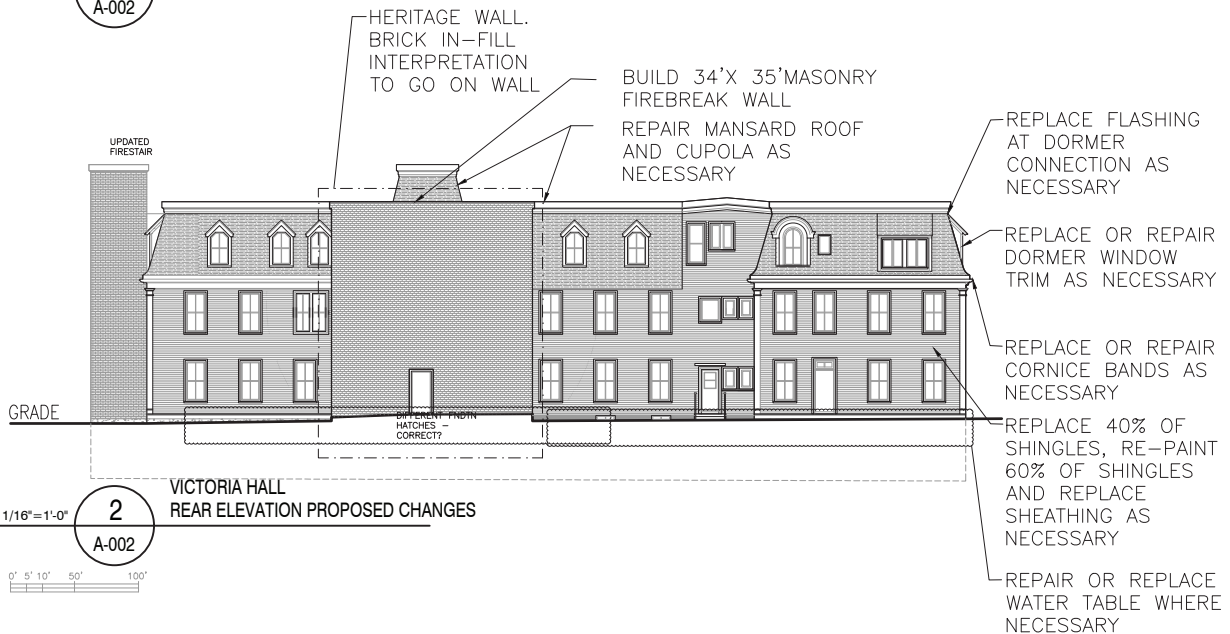 A-002
HERITAGE WALL.
BRICK IN–FILL
INTERPRETATION
TO GO ON WALL
BUILD 34'X 35'MASONRY
FIREBREAK WALL
REPAIR MANSARD ROOF
AND CUPOLA AS
NECESSARY
UPDATED
FIRESTAIR
REPLACE FLASHING
AT DORMER
CONNECTION AS
NECESSARY
REPLACE OR REPAIR
DORMER WINDOW
TRIM AS NECESSARY
REPLACE OR REPAIR
CORNICE BANDS AS
NECESSARY
REPLACE 40% OF
SHINGLES, RE–PAINT
60% OF SHINGLES
AND REPLACE
SHEATHING AS
NECESSARY
REPAIR OR REPLACE
WATER TABLE WHERE
NECESSARY
GRADE
DIFFERENT FNDTN
HATCHES –
CORRECT?
1/16"=1'-0"
2
A-002
VICTORIA HALL
REAR ELEVATION PROPOSED CHANGES
0' 5' 10' 50' 100'